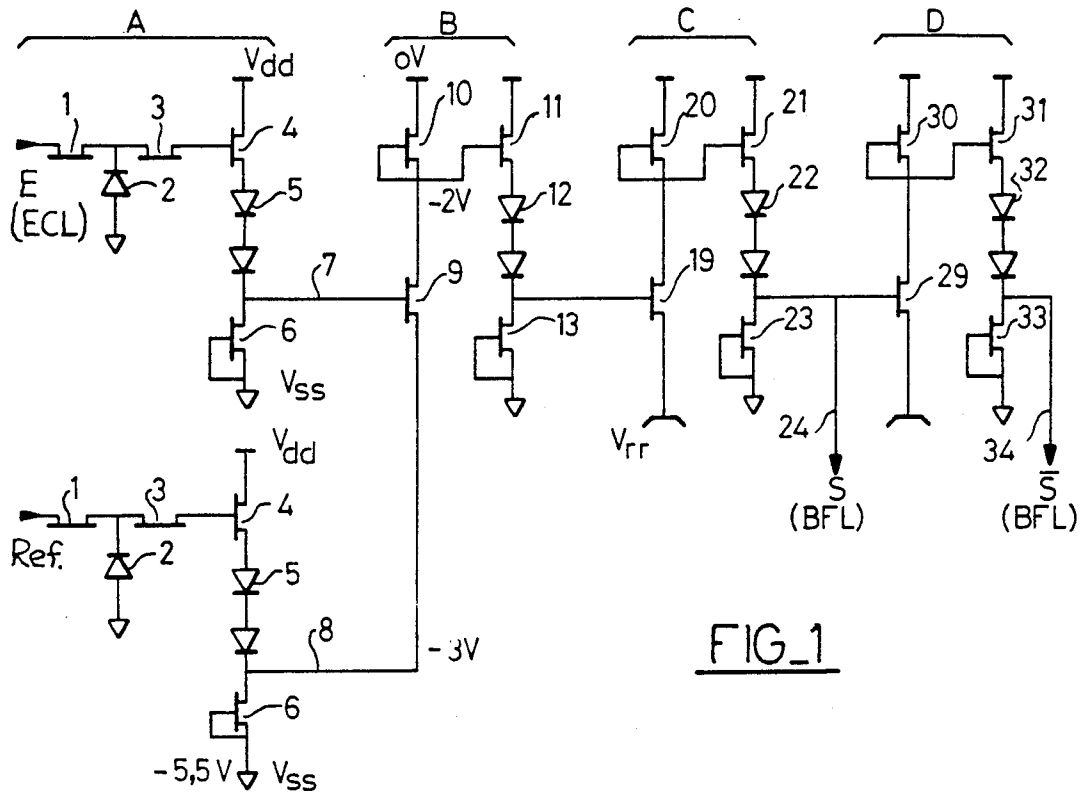 A B C D
Vdd 0V
1 3 4 10 11 20 21 30 31
E
(ECL)
2 5 -2V 12 22 32
7 9 19 29
6 13 23 33
Vss
Vrr 24 34
Vdd
S
(BFL)
S̅
(BFL)
1 3 4
Ref.
2 5
8 -3V
6
-5,5V Vss
FIG_1